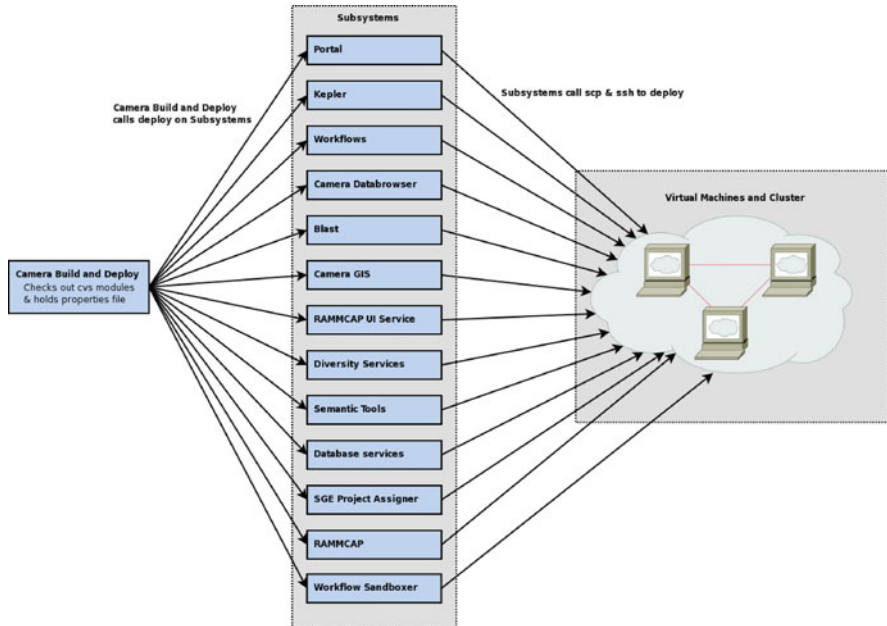 Subsystems
Portal
Kepler
Workflows
Camera Databrowser
Blast
Camera GIS
RAMMCAP UI Service
Diversity Services
Semantic Tools
Database services
SGE Project Assigner
RAMMCAP
Workflow Sandboxer
Camera Build and Deploy
calls deploy on Subsystems
Subsystems call scp & ssh to deploy
Virtual Machines and Cluster
Camera Build and Deploy
Checks out cvs modules
& holds properties file